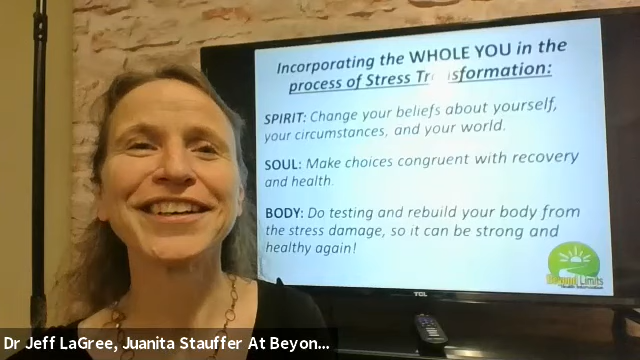 Incorporating the WHOLE YOU in the
process of Stress Transformation:
SPIRIT: Change your beliefs about yourself,
your circumstances, and your world.
SOUL: Make choices congruent with recovery
and health.
BODY: Do testing and rebuild your body from
the stress damage, so it can be strong and
healthy again!
Beyond Limits
TCL
Dr Jeff LaGree, Juanita Stauffer At Beyon...